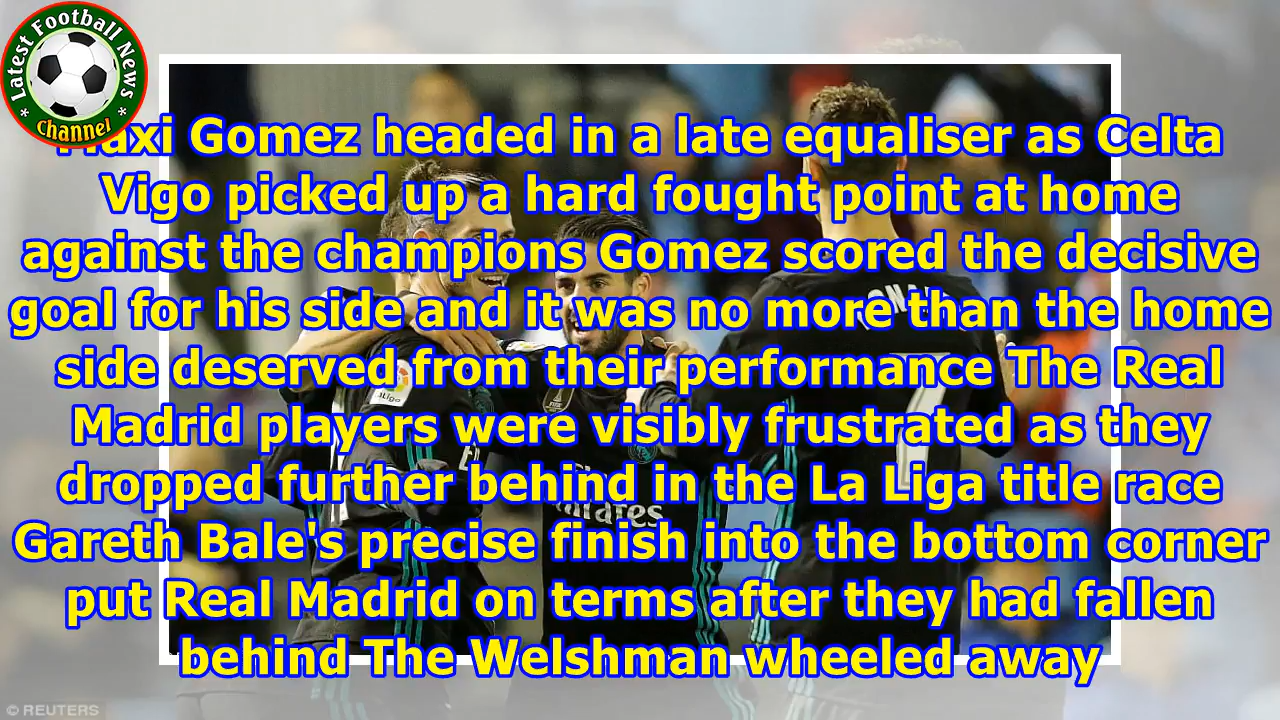 Latest Football News
* channel *
Gomez headed in a late equaliser as Celta
Vigo picked up a hard fought point at home
against the champions Gomez scored the decisive
goal for his side and it was no more than the home
side deserved from their performance The Real
Madrid players were visibly frustrated as they
dropped further behind in the La Liga title race
Gareth Bale's precise finish into the bottom corner
put Real Madrid on terms after they had fallen
behind The Welshman wheeled away
© REUTERS